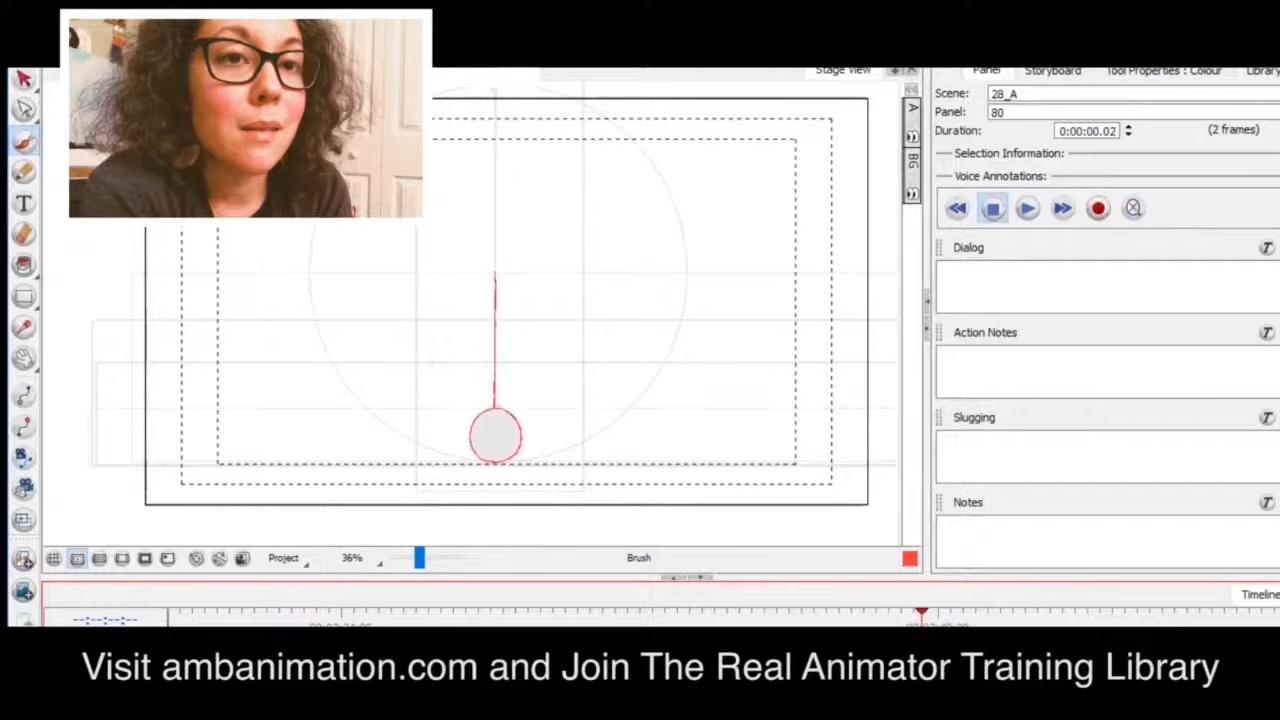 Stage View
A
BG
T
Panel
Storyboard
Tool Properties : Colour
Library
Scene:
28_A
Panel:
80
Duration:
0:00:00.02
(2 frames)
Selection Information:
Voice Annotations:
Dialog
Action Notes
Slugging
Notes
Project
36%
Brush
Timeline
Visit ambanimation.com and Join The Real Animator Training Library